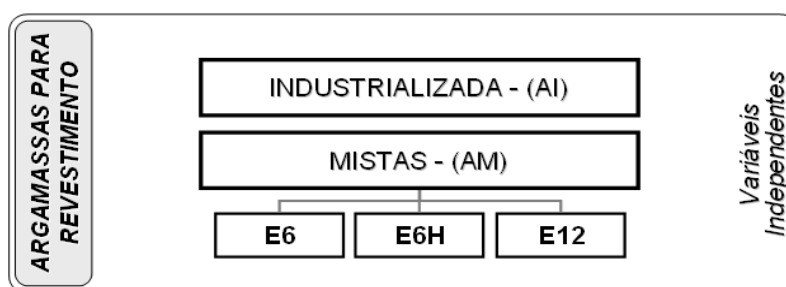 ARGAMASSAS PARA
REVESTIMENTO
INDUSTRIALIZADA - (AI)
MISTAS - (AM)
E6
E6H
E12
Variáveis
Independentes